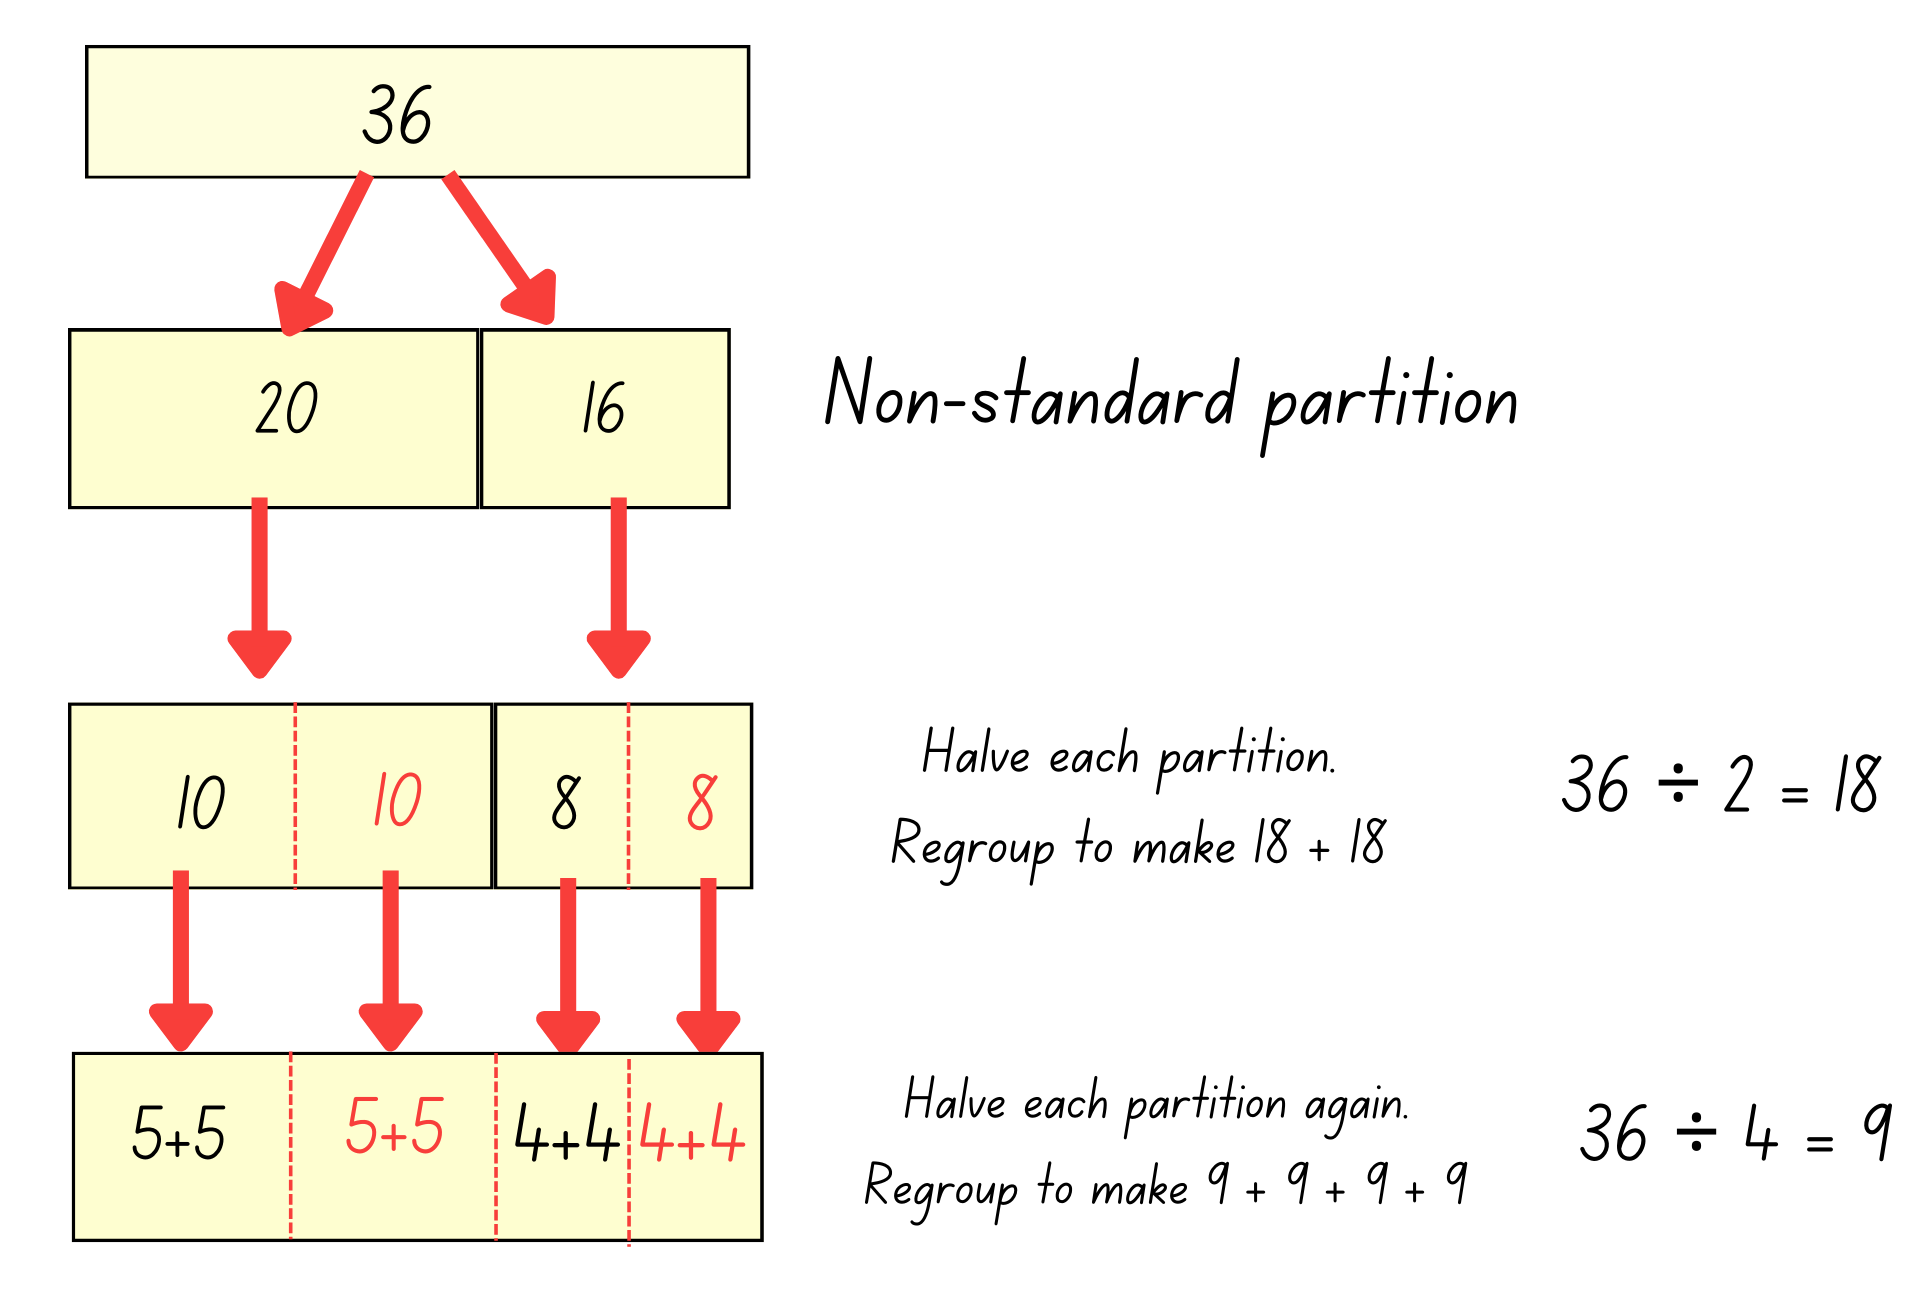 36
20 16 Non-standard partition
Halve each partition.
10 10 8 8 36 ÷ 2 = 18
Regroup to make 18 + 18
Halve each partition again.
5+5 5+5 4+4 4+4 36 ÷ 4 = 9
Regroup to make 9 + 9 + 9 + 9